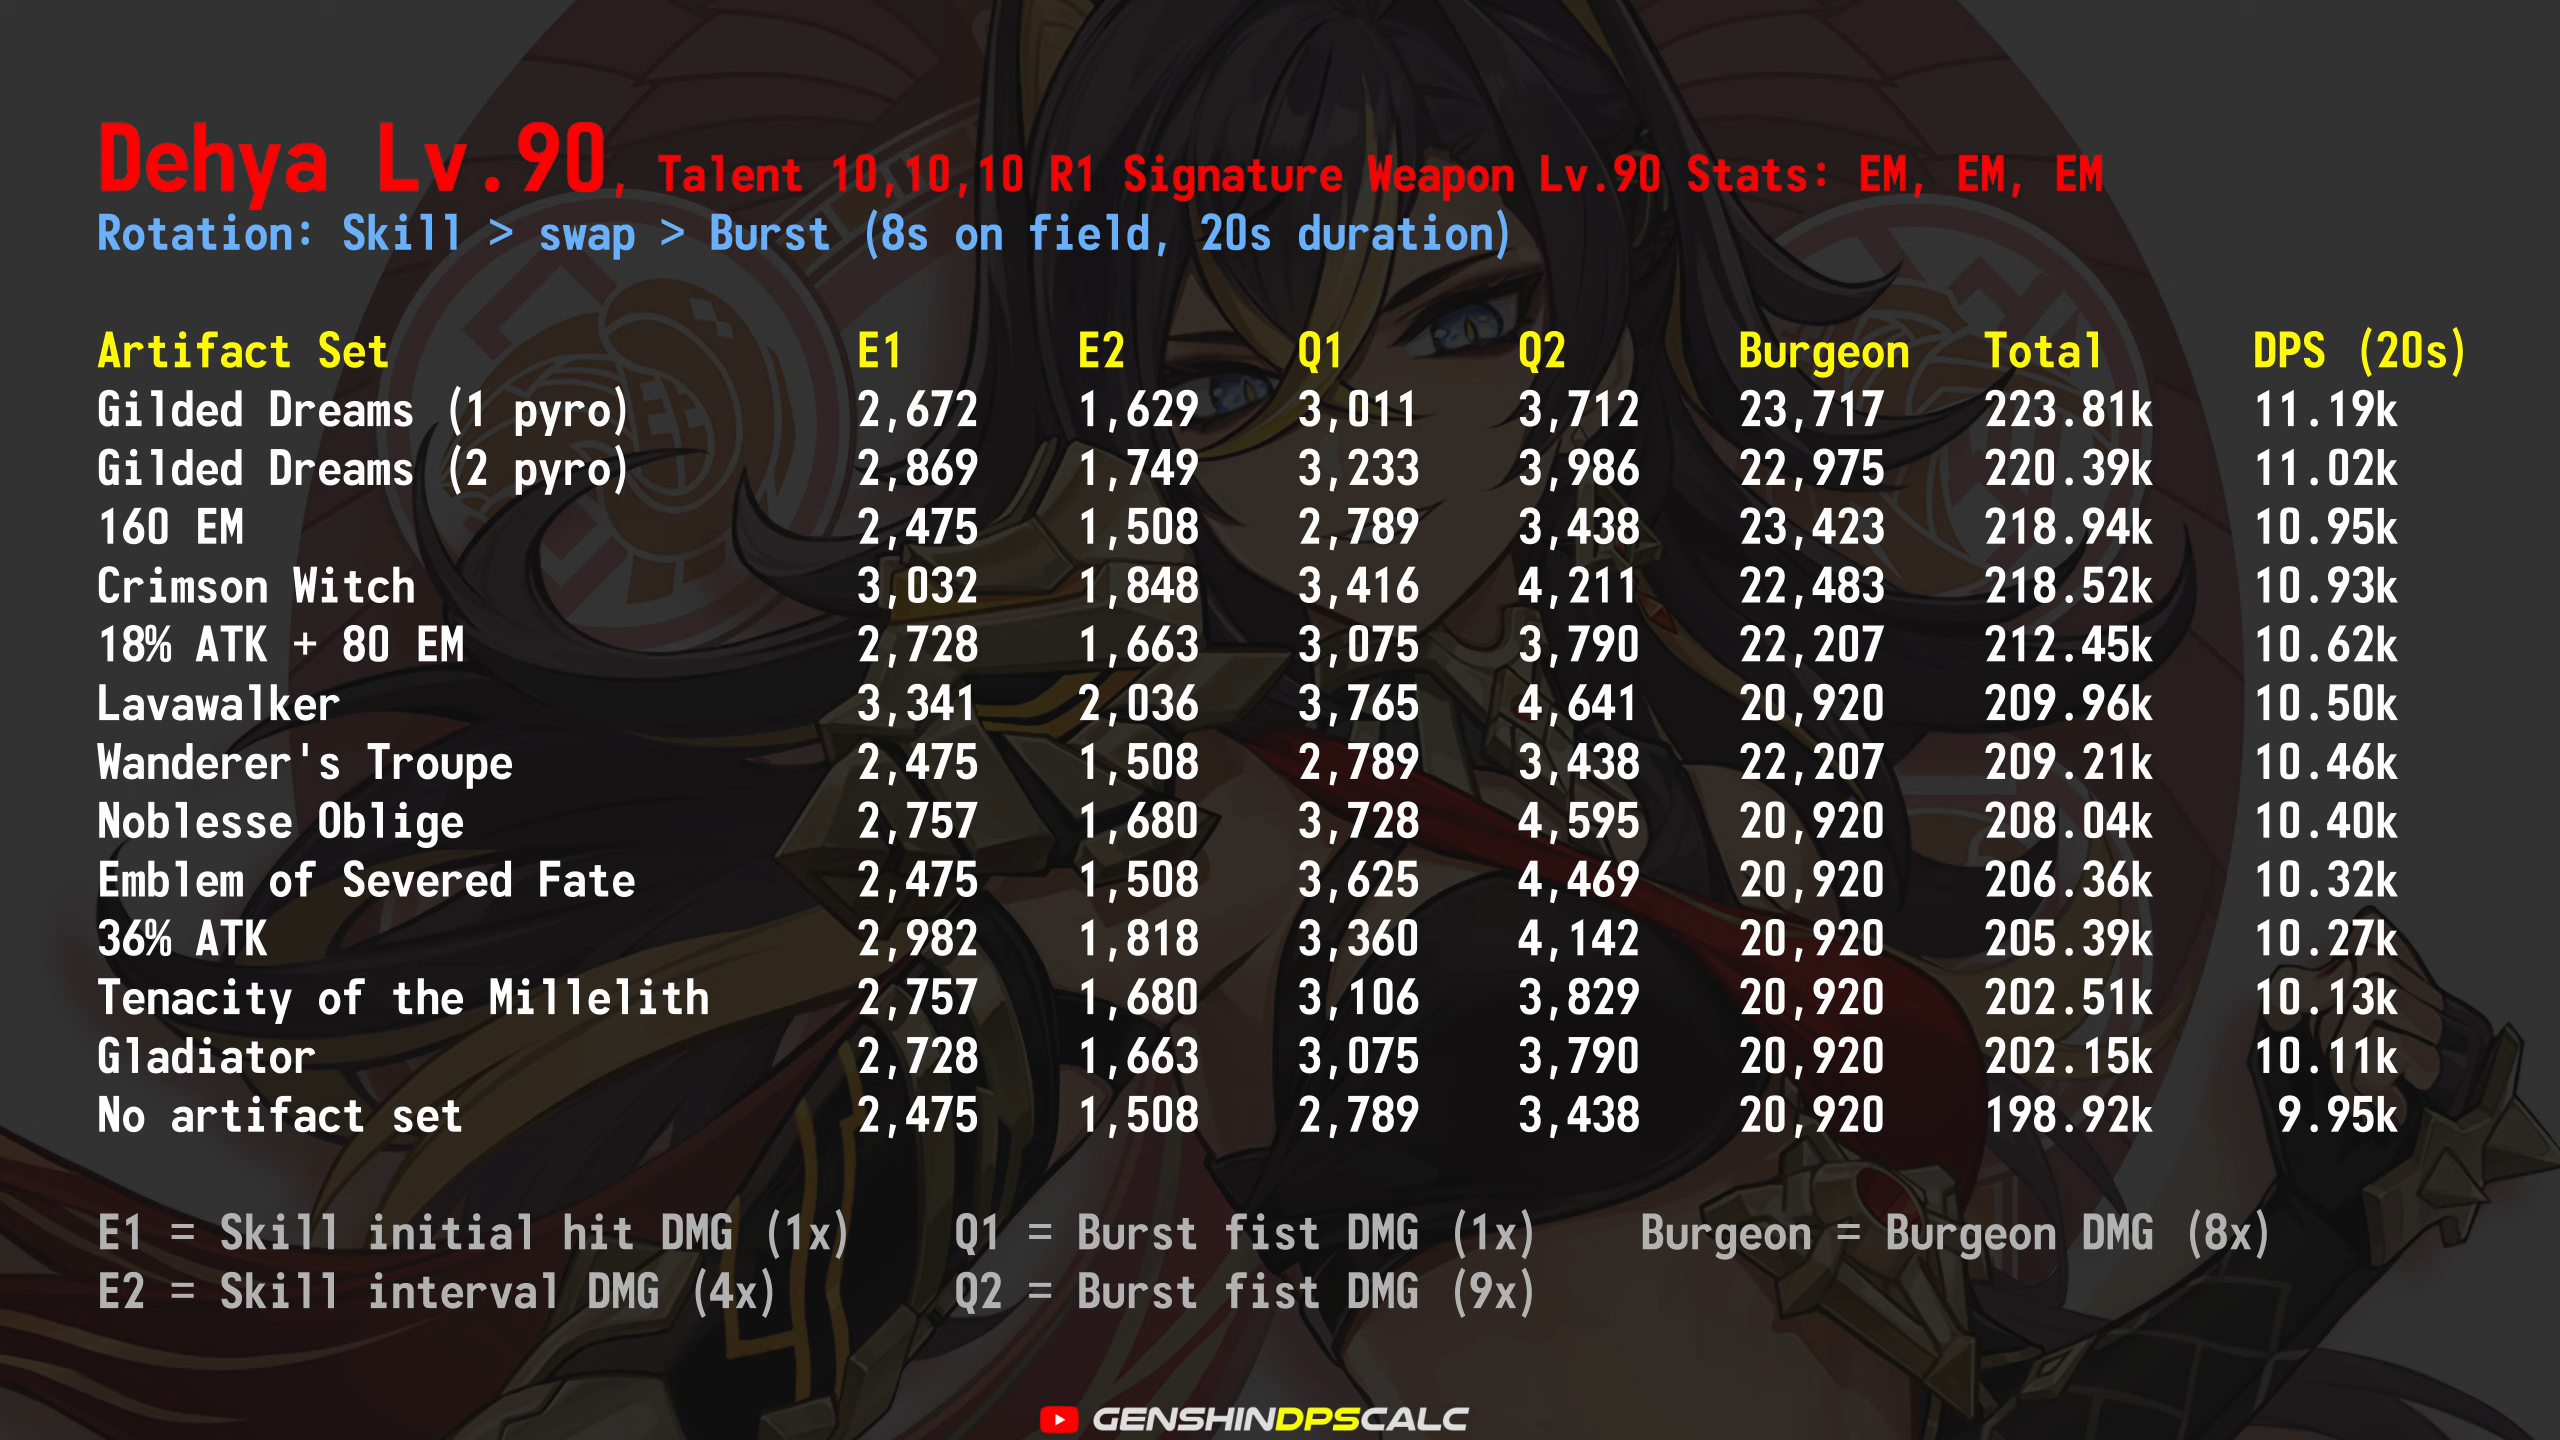 Dehya Lv.90, Talent 10,10,10 R1 Signature Weapon Lv.90 Stats: EM, EM, EM
Rotation: Skill > swap > Burst (8s on field, 20s duration)
Artifact Set E1 E2 Q1 Q2 Burgeon Total DPS (20s)
Gilded Dreams (1 pyro) 2,672 1,629 3,011 3,712 23,717 223.81k 11.19k
Gilded Dreams (2 pyro) 2,869 1,749 3,233 3,986 22,975 220.39k 11.02k
160 EM 2,475 1,508 2,789 3,438 23,423 218.94k 10.95k
Crimson Witch 3,032 1,848 3,416 4,211 22,483 218.52k 10.93k
18% ATK + 80 EM 2,728 1,663 3,075 3,790 22,207 212.45k 10.62k
Lavawalker 3,341 2,036 3,765 4,641 20,920 209.96k 10.50k
Wanderer's Troupe 2,475 1,508 2,789 3,438 22,207 209.21k 10.46k
Noblesse Oblige 2,757 1,680 3,728 4,595 20,920 208.04k 10.40k
Emblem of Severed Fate 2,475 1,508 3,625 4,469 20,920 206.36k 10.32k
36% ATK 2,982 1,818 3,360 4,142 20,920 205.39k 10.27k
Tenacity of the Millelith 2,757 1,680 3,106 3,829 20,920 202.51k 10.13k
Gladiator 2,728 1,663 3,075 3,790 20,920 202.15k 10.11k
No artifact set 2,475 1,508 2,789 3,438 20,920 198.92k 9.95k
E1 = Skill initial hit DMG (1x) Q1 = Burst fist DMG (1x) Burgeon = Burgeon DMG (8x)
E2 = Skill interval DMG (4x) Q2 = Burst fist DMG (9x)
GENSHINDPSCALC